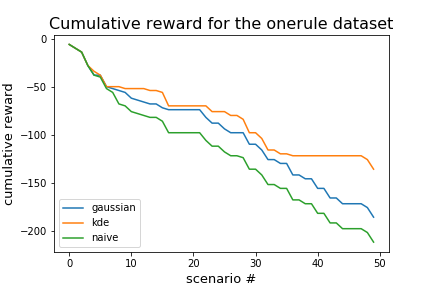 Cumulative reward for the onerule dataset
cumulative reward
0
−50
−100
−150
−200
gaussian
kde
naive
0
10
20
30
40
50
scenario #